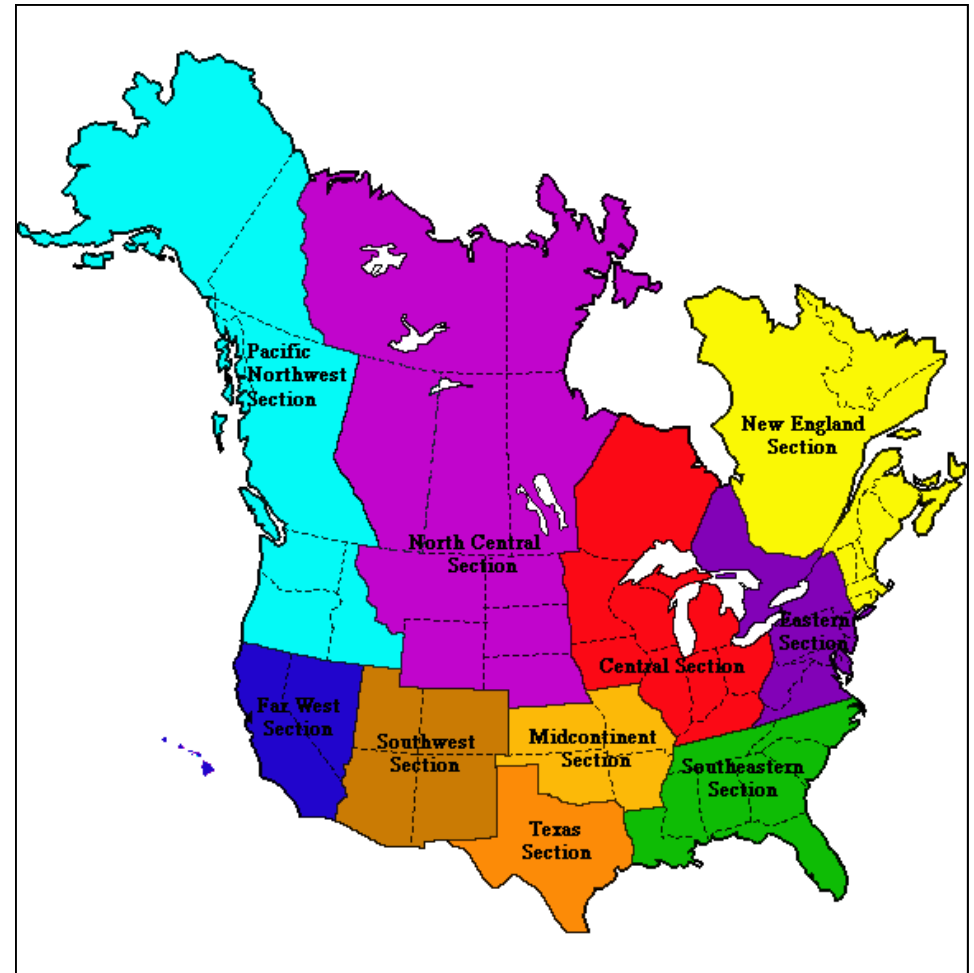 Pacific
Northwest
Section
New England
Section
North Central
Section
Eastern
Section
Central Section
Far West
Section
Southwest
Section
Midcontinent
Section
Southeastern
Section
Texas
Section